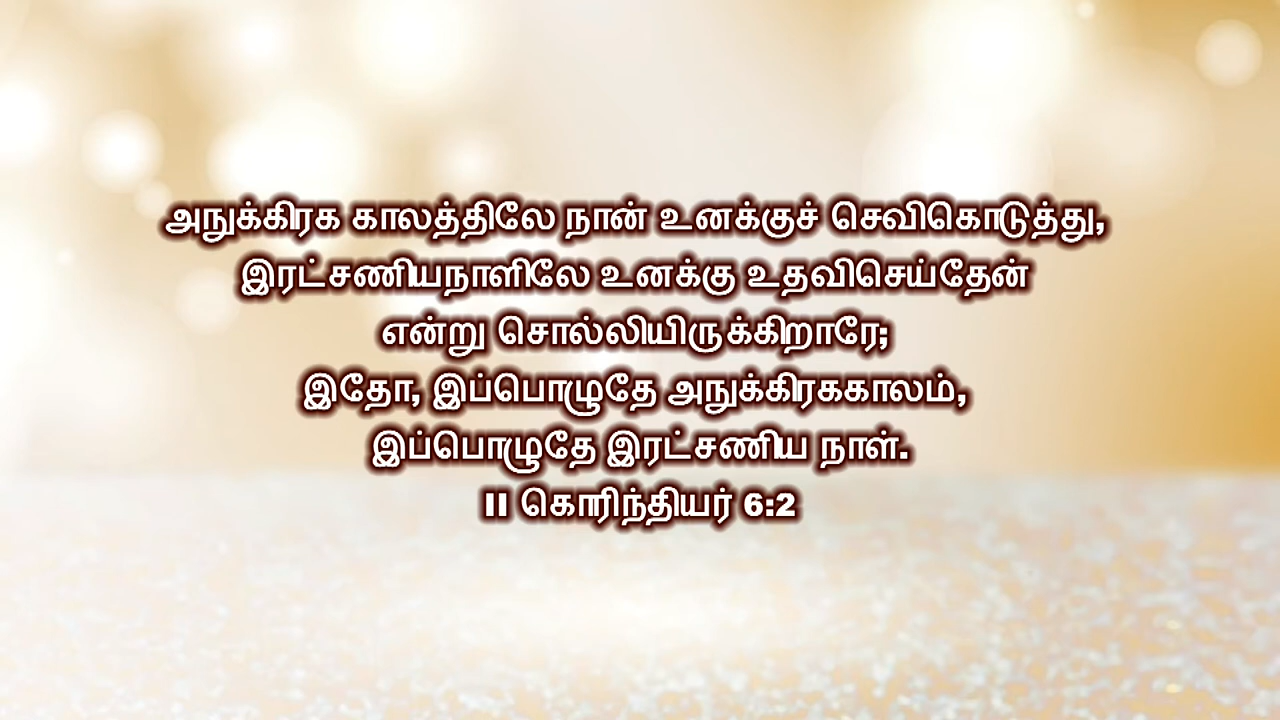 அநுக்கிரக காலத்திலே நான் உனக்குச் செவிகொடுத்து,
இரட்சணியநாளிலே உனக்கு உதவிசெய்தேன்
என்று சொல்லியிருக்கிறாரே;
இதோ, இப்பொழுதே அநுக்கிரககாலம்,
இப்பொழுதே இரட்சணிய நாள்.
II கொரிந்தியர் 6:2